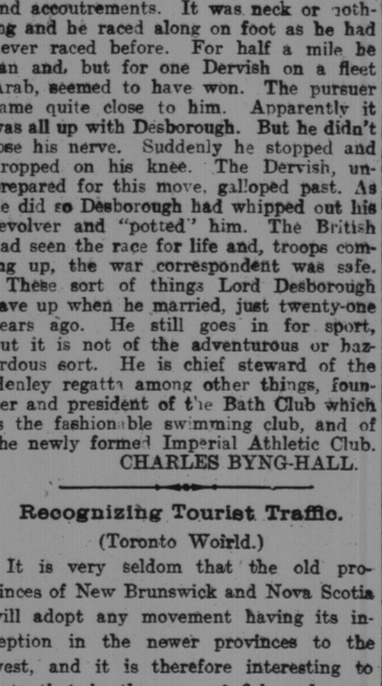 nd accoutrements. It was neck or noth-
ng and he raced along on foot as he had
ever raced before. For half a mile he
an and, but for one Dervish on a fleet
Arab, seemed to have won. The pursuer
ame quite close to him. Apparently it
was all up with Desborough. But he didn't
ose his nerve. Suddenly he stopped and
ropped on his knee. The Dervish, un-
repared for this move, galloped past. As
e did so Desborough had whipped out his
evolver and "potted" him. The British
ad seen the race for life and, troops com-
ng up, the war correspondent was safe.
These sort of things Lord Desborough
ave up when he married, just twenty-one
ears ago. He still goes in for sport,
ut it is not of the adventurous or haz-
rdous sort. He is chief steward of the
Henley regatta among other things, foun-
er and president of the Bath Club which
s the fashionable swimming club, and of
he newly formed Imperial Athletic Club.
CHARLES BYNG-HALL.
Recognizing Tourist Traffic.
(Toronto Woirld.)
It is very seldom that the old pro-
inces of New Brunswick and Nova Scotia
will adopt any movement having its in-
eption in the newer provinces to the
west, and it is therefore interesting to